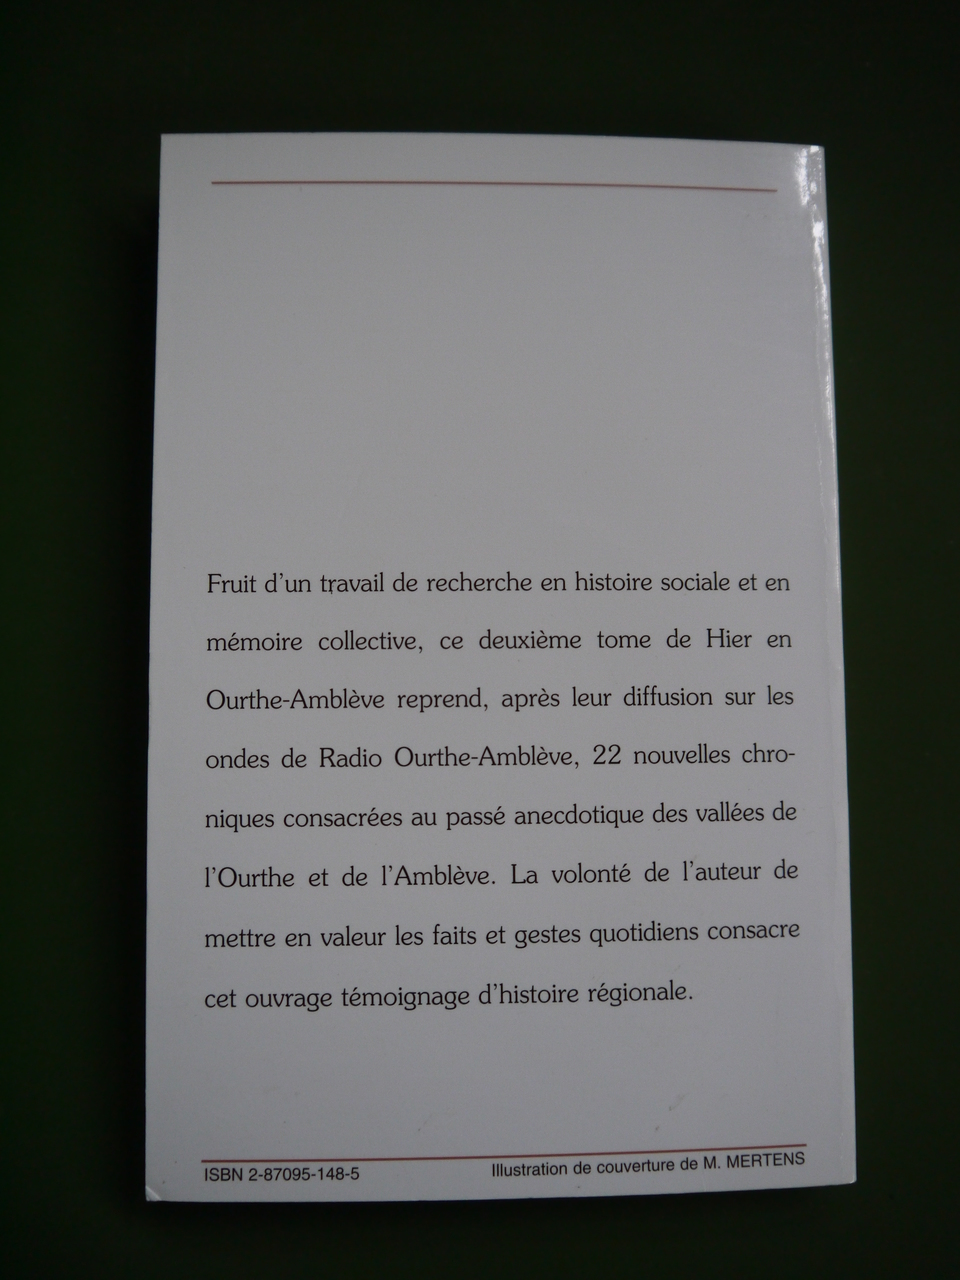 Fruit d'un travail de recherche en histoire sociale et en
mémoire collective, ce deuxième tome de Hier en
Ourthe-Amblève reprend, après leur diffusion sur les
ondes de Radio Ourthe-Amblève, 22 nouvelles chro-
niques consacrées au passé anecdotique des vallées de
l'Ourthe et de l'Amblève. La volonté de l'auteur de
mettre en valeur les faits et gestes quotidiens consacre
cet ouvrage témoignage d'histoire régionale.
ISBN 2-87095-148-5
Illustration de couverture de M. MERTENS